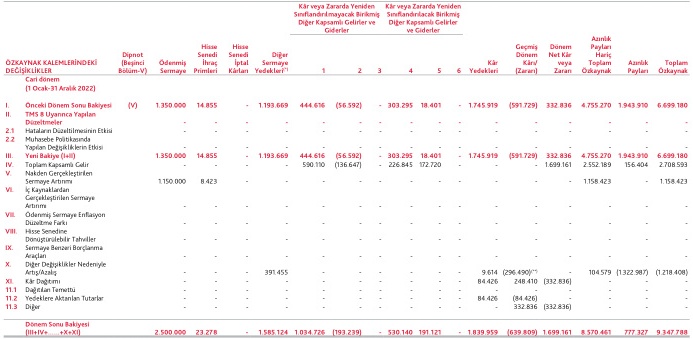 Kâr veya Zararda Yeniden Sınıflandırılmayacak Birikmiş Diğer Kapsamlı Gelirler ve Giderler
Kâr veya Zararda Yeniden Sınıflandırılacak Birikmiş Diğer Kapsamlı Gelirler ve Giderler
ÖZKAYNAK KALEMLERİNDEKİ DEĞİŞİKLİKLER Dipnot (Beşinci Bölüm-V) Ödenmiş Sermaye Hisse Senedi İhraç Primleri Hisse Senedi İptal Kârları Diğer Sermaye Yedekleri(*) 1 2 3 4 5 6 Kâr Yedekleri Geçmiş Dönem Kârı/(Zararı) Dönem Net Kâr veya Zararı Azınlık Payları Hariç Toplam Özkaynak Azınlık Payları Toplam Özkaynak
Cari dönem
(1 Ocak-31 Aralık 2022)
I. Önceki Dönem Sonu Bakiyesi (V) 1.350.000 14.855 - 1.193.669 444.616 (56.592) - 303.295 18.401 - 1.745.919 (591.729) 332.836 4.755.270 1.943.910 6.699.180
II. TMS 8 Uyarınca Yapılan
Düzeltmeler - - - - - - - - - - - - - - - -
2.1 Hataların Düzeltilmesinin Etkisi - - - - - - - - - - - - - - - -
2.2 Muhasebe Politikasında
Yapılan Değişikliklerin Etkisi - - - - - - - - - - - - - - - -
III. Yeni Bakiye (I+II) 1.350.000 14.855 - 1.193.669 444.616 (56.592) - 303.295 18.401 - 1.745.919 (591.729) 332.836 4.755.270 1.943.910 6.699.180
IV. Toplam Kapsamlı Gelir - - - - 590.110 (136.647) - 226.845 172.720 - - - 1.699.161 2.552.189 156.404 2.708.593
V. Nakden Gerçekleştirilen
Sermaye Artırımı 1.150.000 8.423 - - - - - - - - - - - 1.158.423 - 1.158.423
VI. İç Kaynaklardan
Gerçekleştirilen Sermaye
Artırımı - - - - - - - - - - - - - - - -
VII. Ödenmiş Sermaye Enflasyon
Düzeltme Farkı - - - - - - - - - - - - - - - -
VIII. Hisse Senedine
Dönüştürülebilir Tahviller - - - - - - - - - - - - - - - -
IX. Sermaye Benzeri Borçlanma
Araçları - - - - - - - - - - - - - - - -
X. Diğer Değişiklikler Nedeniyle
Artış/Azalış - - - 391.455 - - - - - - 9.614 (296.490)(**) - 104.579 (1.322.987) (1.218.408)
XI. Kâr Dağıtımı - - - - - - - - - - 84.426 248.410 (332.836) - - -
11.1 Dağıtılan Temettü - - - - - - - - - - - - - - - -
11.2 Yedeklere Aktarılan Tutarlar - - - - - - - - - - 84.426 (84.426) - - - -
11.3 Diğer - - - - - - - - - - - 332.836 (332.836) - - -
Dönem Sonu Bakiyesi
(III+IV+......+X+XI) 2.500.000 23.278 - 1.585.124 1.034.726 (193.239) - 530.140 191.121 - 1.839.959 (639.809) 1.699.161 8.570.461 777.327 9.347.788